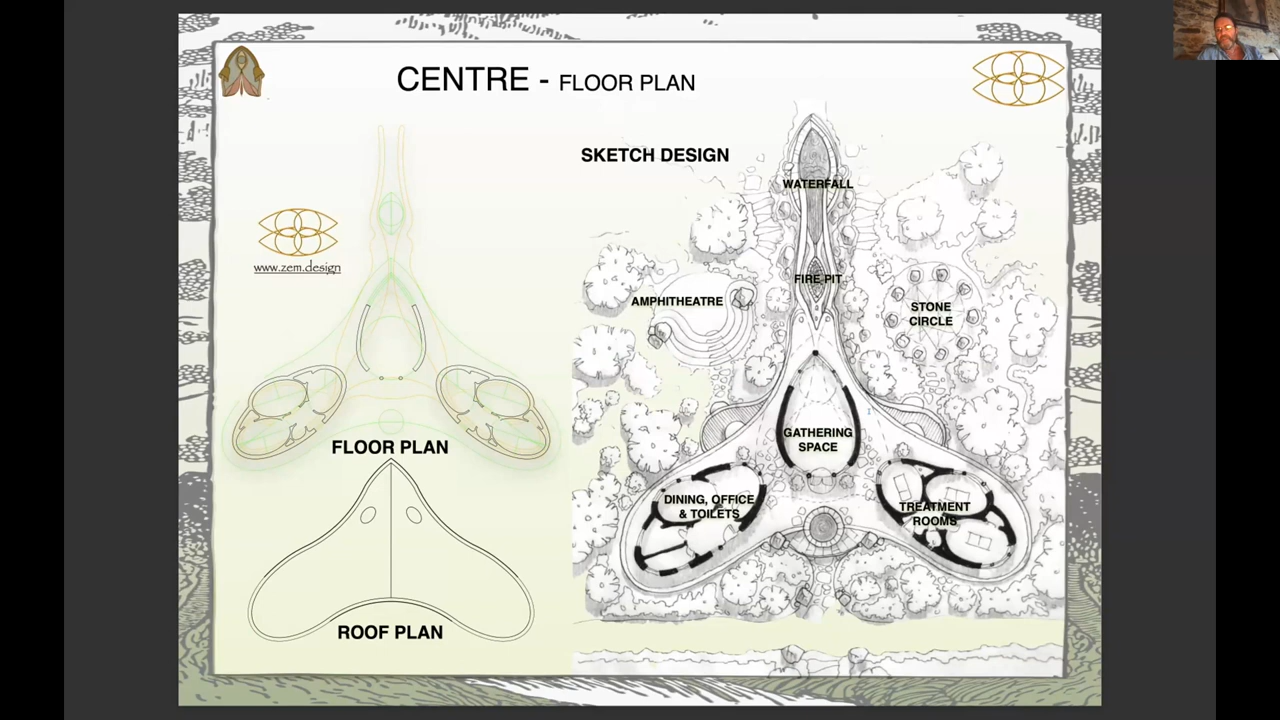 CENTRE - FLOOR PLAN
SKETCH DESIGN
WATERFALL
www.zem.design
FIRE PIT
AMPHITHEATRE
STONE
CIRCLE
GATHERING
SPACE
FLOOR PLAN
DINING, OFFICE
& TOILETS
TREATMENT
ROOMS
ROOF PLAN